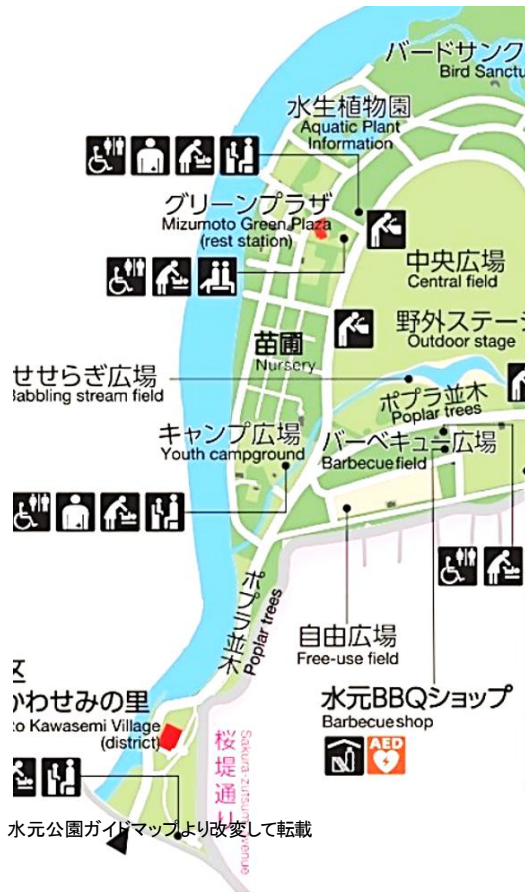 バードサンク
Bird Sanctu
水生植物園
Aquatic Plant
Information
グリーンプラザ
Mizumoto Green Plaza
(rest station)
中央広場
Central field
野外ステージ
Outdoor stage
苗圃
Nursery
せせらぎ広場
Babbling stream field
ポプラ並木
Poplar trees
キャンプ広場
Youth campground
バーベキュー広場
Barbecue field
ポプラ並木
Poplar trees
自由広場
Free-use field
区
かわせみの里
to Kawasemi Village
(district)
水元BBQショップ
Barbecue shop
AED
桜堤通り
Sakura-zutsumi avenue
水元公園ガイドマップより改変して転載